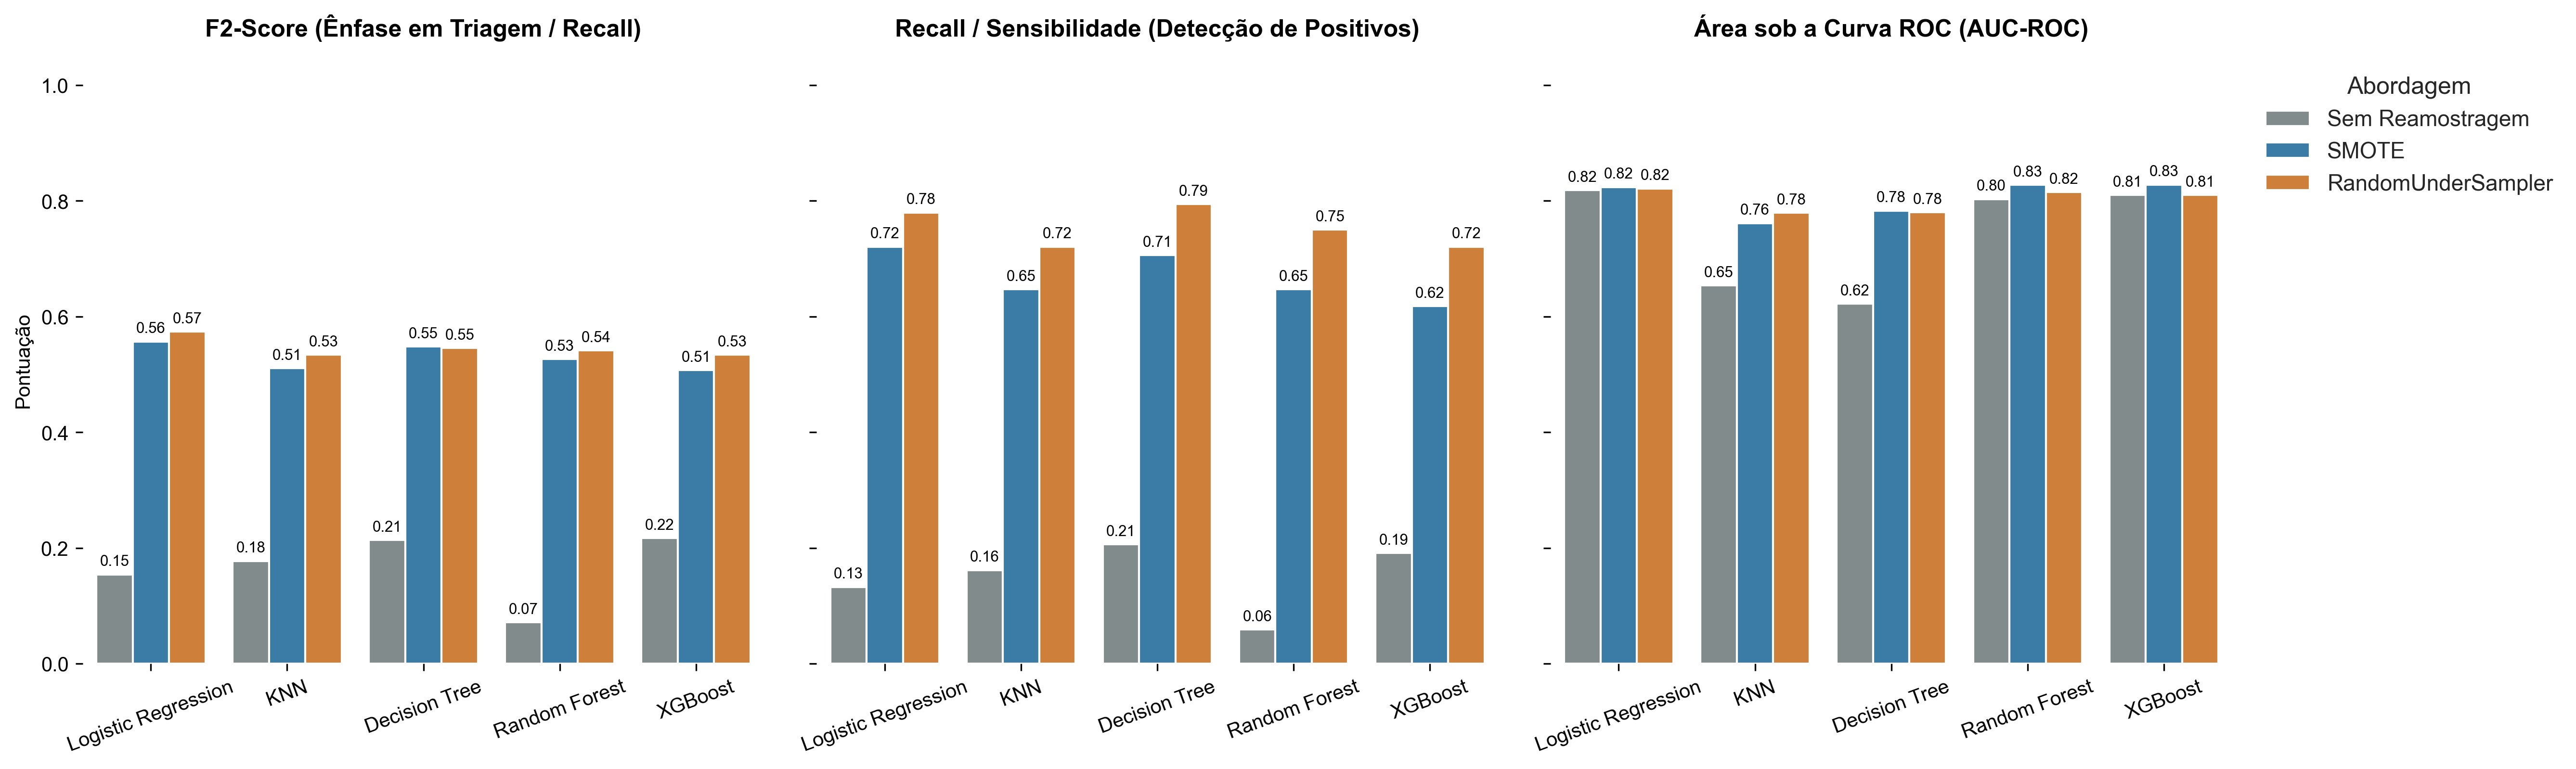 F2-Score (Ênfase em Triagem / Recall)
Pontuação
1.0
0.8
0.6
0.4
0.2
0.0
0.15
0.56
0.57
0.18
0.51
0.53
0.21
0.55
0.55
0.07
0.53
0.54
0.22
0.51
0.53
Logistic Regression
KNN
Decision Tree
Random Forest
XGBoost
Recall / Sensibilidade (Detecção de Positivos)
0.13
0.72
0.78
0.16
0.65
0.72
0.21
0.71
0.79
0.06
0.65
0.75
0.19
0.62
0.72
Logistic Regression
KNN
Decision Tree
Random Forest
XGBoost
Área sob a Curva ROC (AUC-ROC)
0.82
0.82
0.82
0.65
0.76
0.78
0.62
0.78
0.78
0.80
0.83
0.82
0.81
0.83
0.81
Logistic Regression
KNN
Decision Tree
Random Forest
XGBoost
Abordagem
Sem Reamostragem
SMOTE
RandomUnderSampler